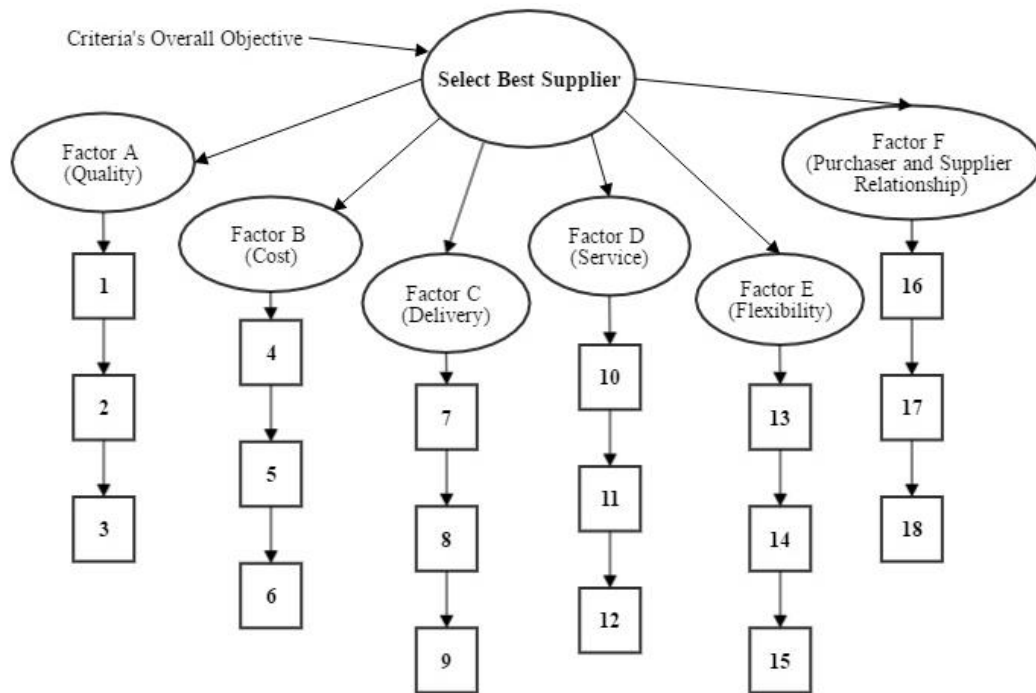 Criteria's Overall Objective
Select Best Supplier
Factor A
(Quality)
1
2
3
Factor B
(Cost)
4
5
6
Factor C
(Delivery)
7
8
9
Factor D
(Service)
10
11
12
Factor E
(Flexibility)
13
14
15
Factor F
(Purchaser and Supplier
Relationship)
16
17
18